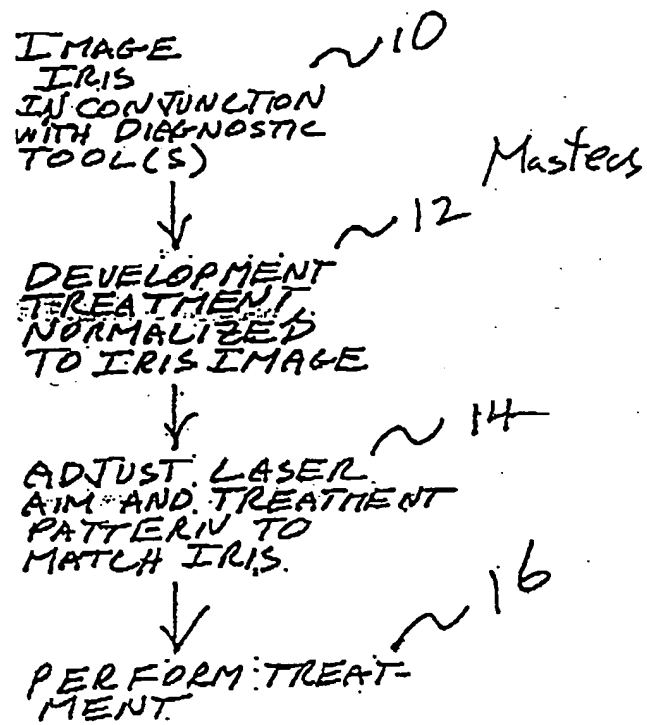 IMAGE
IRIS
IN CONJUNCTION
WITH DIAGNOSTIC
TOOL(S)
10
Masters
12
DEVELOPMENT
TREATMENT
NORMALIZED
TO IRIS IMAGE
14
ADJUST LASER
AIM AND TREATMENT
PATTERN TO
MATCH IRIS.
16
PERFORM TREAT-
MENT